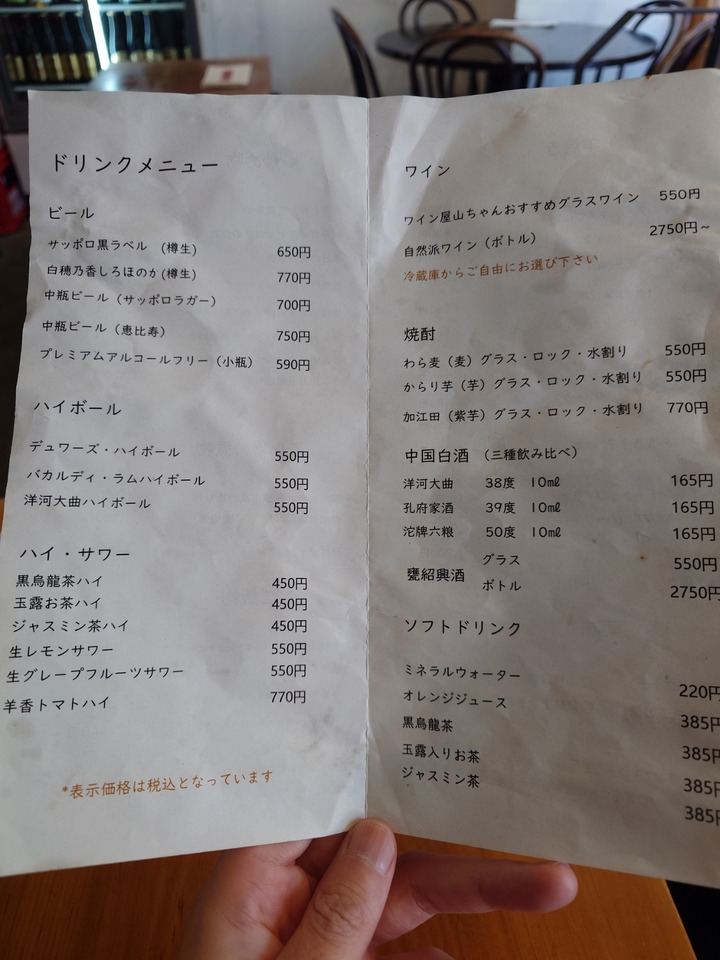 ドリンクメニュー
ビール
サッポロ黒ラベル (樽生) 650円
白穂乃香しろほのか(樽生) 770円
中瓶ビール (サッポロラガー) 700円
中瓶ビール (恵比寿) 750円
プレミアムアルコールフリー (小瓶) 590円
ハイボール
デュワーズ・ハイボール 550円
バカルディ・ラムハイボール 550円
洋河大曲ハイボール 550円
ハイ・サワー
黒烏龍茶ハイ 450円
玉露お茶ハイ 450円
ジャスミン茶ハイ 450円
生レモンサワー 550円
生グレープフルーツサワー 550円
羊香トマトハイ 770円
*表示価格は税込となっています
ワイン
ワイン屋山ちゃんおすすめグラスワイン 550円
自然派ワイン (ボトル) 2750円~
冷蔵庫からご自由にお選び下さい
焼酎
わら麦 (麦) グラス・ロック・水割り 550円
からり芋 (芋) グラス・ロック・水割り 550円
加江田 (紫芋) グラス・ロック・水割り 770円
中国白酒 (三種飲み比べ)
洋河大曲 38度 10㎖ 165円
孔府家酒 39度 10㎖ 165円
沱牌六粮 50度 10㎖ 165円
甕紹興酒 グラス 550円
ボトル 2750円
ソフトドリンク
ミネラルウォーター 220円
オレンジジュース 385円
黒烏龍茶 385円
玉露入りお茶 385円
ジャスミン茶 385円